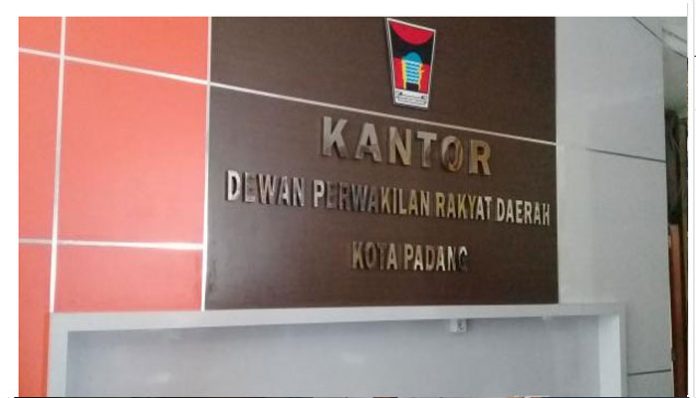 KANTOR
DEWAN PERWAKILAN RAKYAT DAERAH
KOTA PADANG